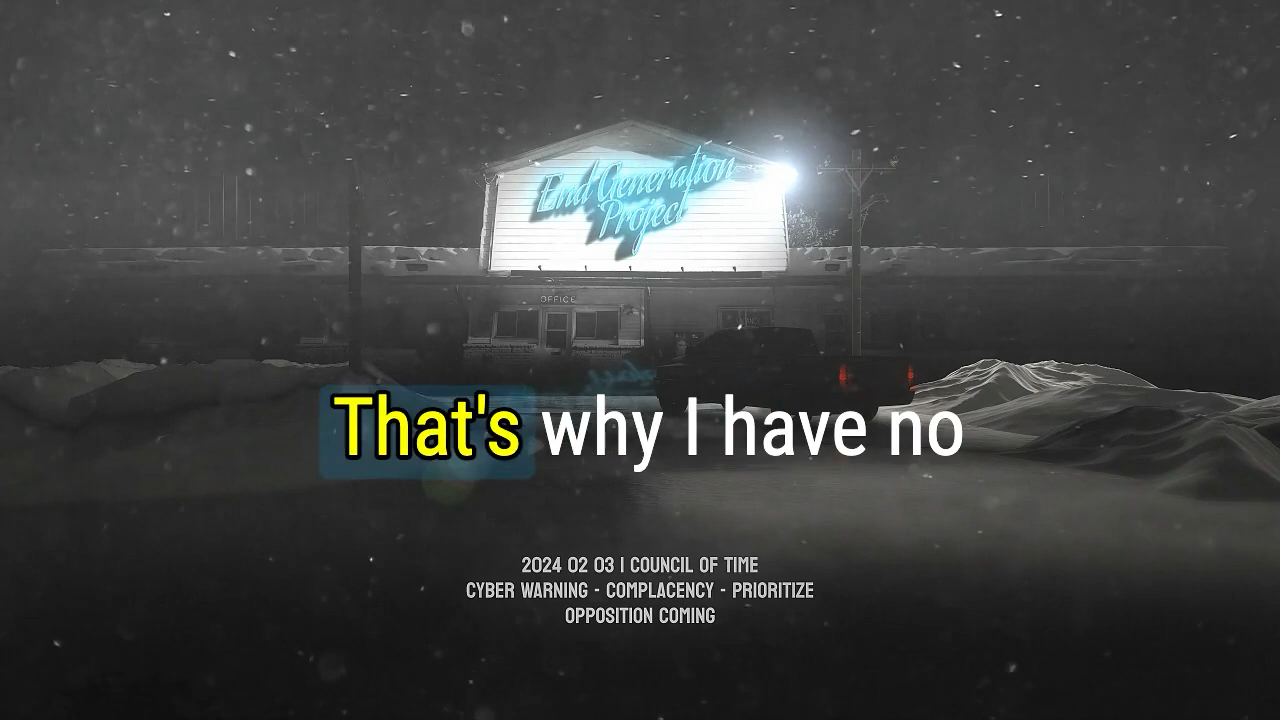 End Generation
Project
OFFICE
That's why I have no
2024 02 03 | COUNCIL OF TIME
CYBER WARNING - COMPLACENCY - PRIORITIZE
OPPOSITION COMING